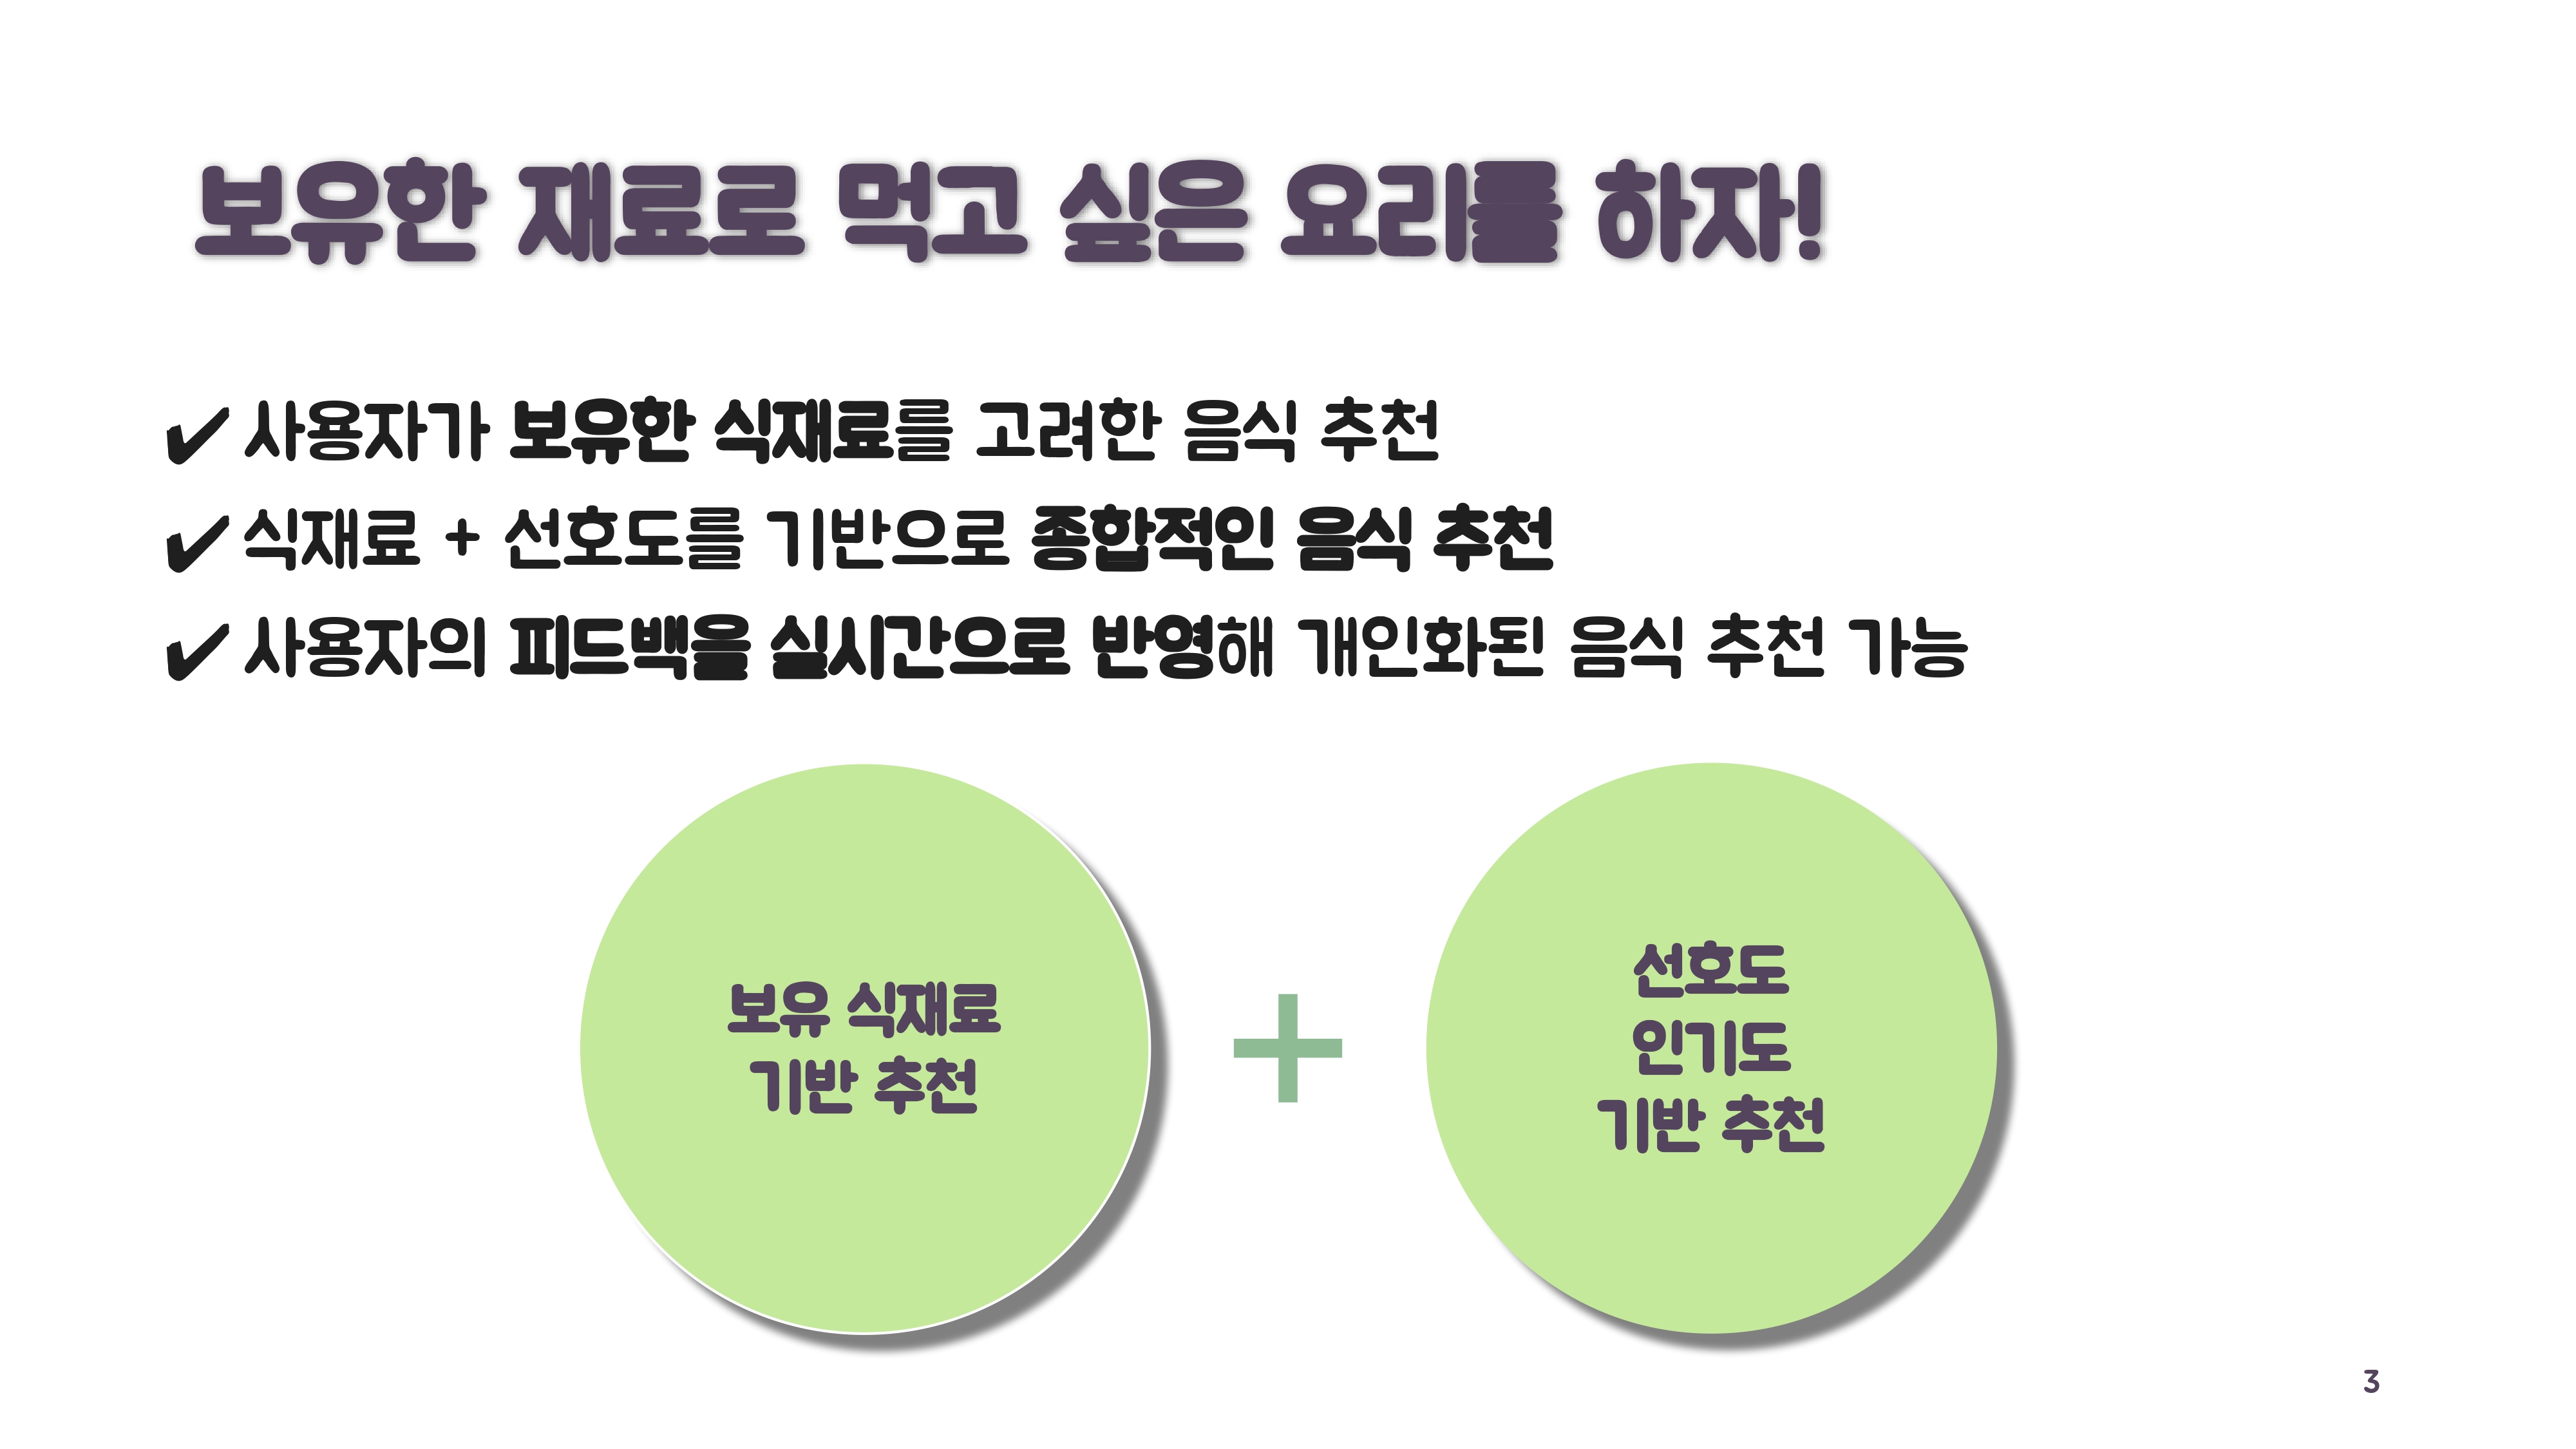 보유한 재료로 먹고 싶은 요리를 하자!
✔ 사용자가 보유한 식재료를 고려한 음식 추천
✔ 식재료 + 선호도를 기반으로 종합적인 음식 추천
✔ 사용자의 피드백을 실시간으로 반영해 개인화된 음식 추천 가능
보유 식재료
기반 추천
+
선호도
인기도
기반 추천
3